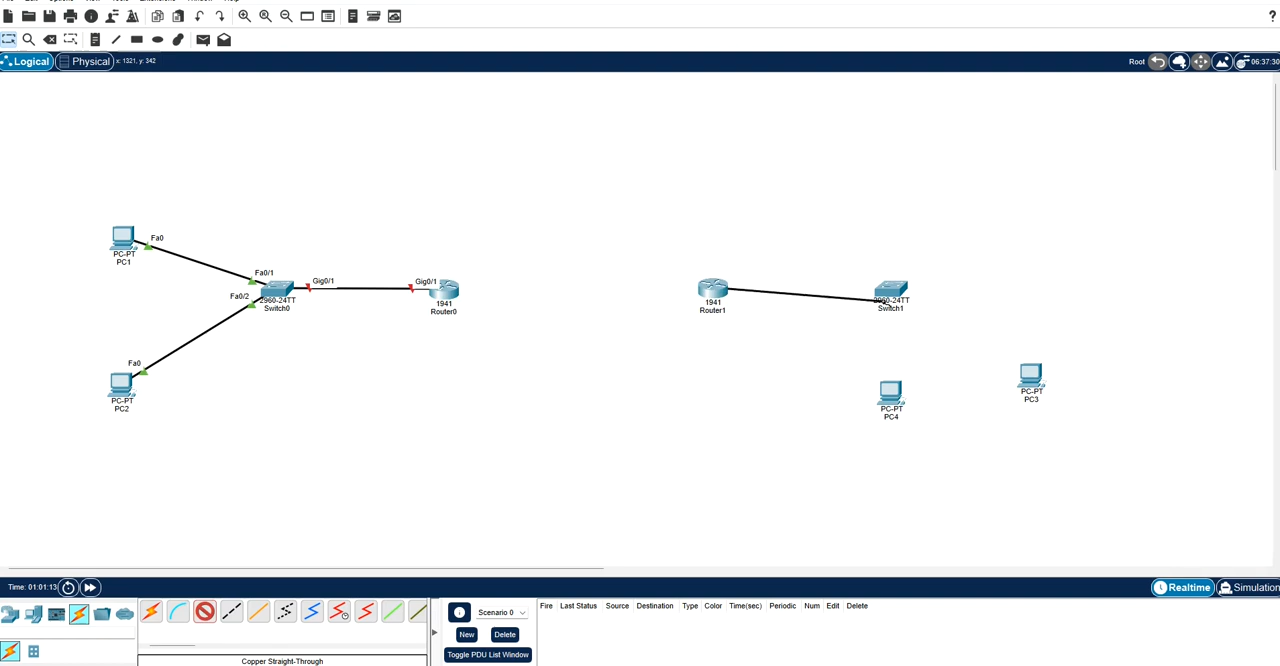 ?
Logical
Physical
x: 1321, y: 342
Root
06:37:30
Fa0
PC-PT
PC1
Fa0/1
Fa0/2
2960-24TT
Switch0
Gig0/1
Gig0/1
1941
Router0
Fa0
PC-PT
PC2
1941
Router1
2960-24TT
Switch1
PC-PT
PC4
PC-PT
PC3
Time: 01:01:13
Realtime
Simulation
Scenario 0
Fire Last Status Source Destination Type Color Time(sec) Periodic Num Edit Delete
New
Delete
Toggle PDU List Window
Copper Straight-Through